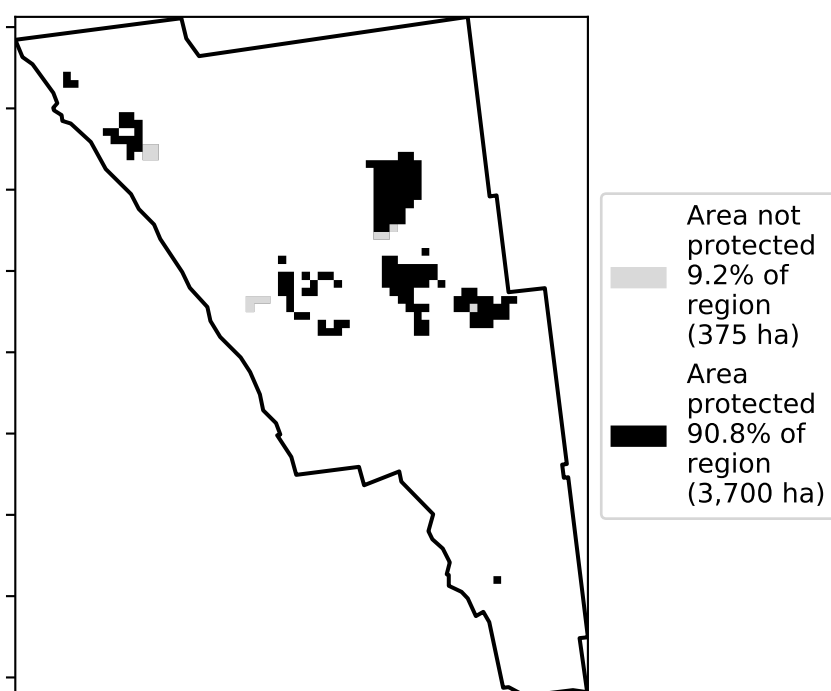 Area not
protected
9.2% of
region
(375 ha)
Area
protected
90.8% of
region
(3,700 ha)